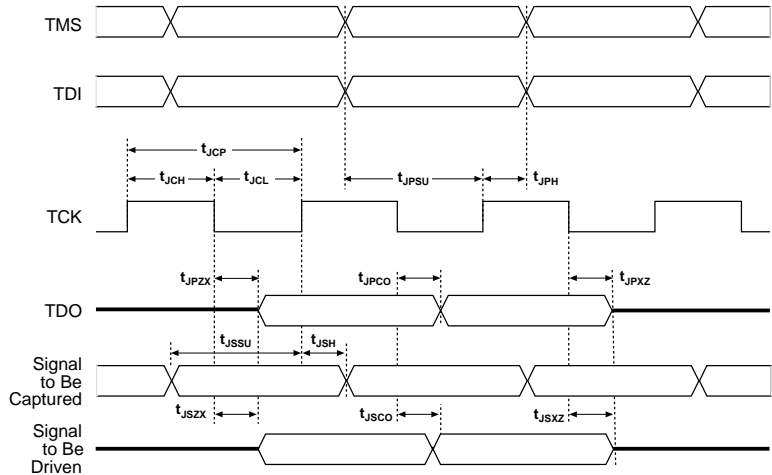 TMS
TDI
tJCP
tJCH
tJCL
tJPSU
tJPH
TCK
tJPZX
tJPCO
tJPXZ
TDO
tJSSU
tJSH
Signal
to Be
Captured
tJSZX
tJSCO
tJSXZ
Signal
to Be
Driven